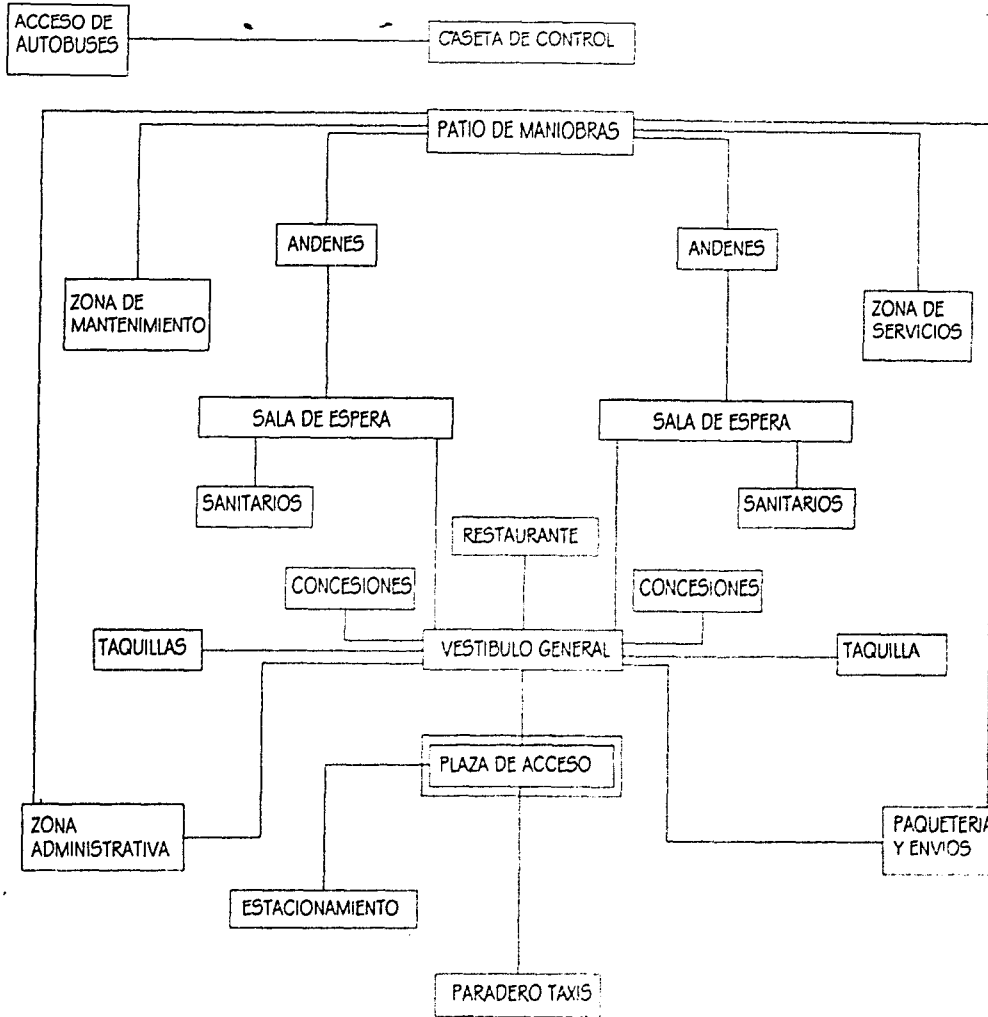 ACCESO DE
AUTOBUSES
CASETA DE CONTROL
PATIO DE MANIOBRAS
ANDENES
ANDENES
ZONA DE
MANTENIMIENTO
ZONA DE
SERVICIOS
SALA DE ESPERA
SALA DE ESPERA
SANITARIOS
SANITARIOS
RESTAURANTE
CONCESIONES
CONCESIONES
TAQUILLAS
VESTIBULO GENERAL
TAQUILLA
PLAZA DE ACCESO
ZONA
ADMINISTRATIVA
PAQUETERIA
Y ENVIOS
ESTACIONAMIENTO
PARADERO TAXIS